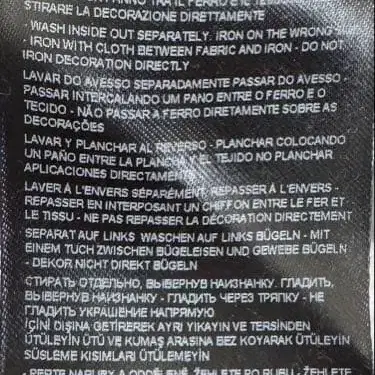 STIRARE LA DECORAZIONE DIRETTAMENTE
- WASH INSIDE OUT SEPARATELY. IRON ON THE WRONG
- IRON WITH CLOTH BETWEEN FABRIC AND IRON - DO NOT
IRON DECORATION DIRECTLY
LAVAR DO AVESSO SEPARADAMENTE PASSAR DO AVESSO -
PASSAR INTERCALANDO UM PANO ENTRE O FERRO E O
TECIDO - NÃO PASSAR A FERRO DIRETAMENTE SOBRE AS
DECORAÇÕES
LAVAR Y PLANCHAR AL REVERSO - PLANCHAR COLOCANDO
UN PAÑO ENTRE LA PLANCHA Y EL TEJIDO NO PLANCHAR
APLICACIONES DIRECTAMENTE
LAVER À L'ENVERS SÉPARÉMENT, REPASSER À L'ENVERS -
REPASSER EN INTERPOSANT UN CHIFFON ENTRE LE FER ET
LE TISSU - NE PAS REPASSER LA DÉCORATION DIRECTEMENT
SEPARAT AUF LINKS WASCHEN AUF LINKS BÜGELN - MIT
EINEM TUCH ZWISCHEN BÜGELEISEN UND GEWEBE BÜGELN
- DEKOR NICHT DIREKT BÜGELN
СТИРАТЬ ОТДЕЛЬНО, ВЫВЕРНУВ НАИЗНАНКУ. ГЛАДИТЬ,
ВЫВЕРНУВ НАИЗНАНКУ - ГЛАДИТЬ ЧЕРЕЗ ТРЯПКУ - НЕ
ГЛАДИТЬ УКРАШЕНИЕ НАПРЯМУЮ
İÇİNİ DIŞINA GETİREREK AYRI YIKAYIN VE TERSİNDEN
ÜTÜLEYİN ÜTÜ VE KUMAŞ ARASINA BEZ KOYARAK ÜTÜLEYİN
SÜSLEME KISIMLARI ÜTÜLEMEYİN
- PERTE NARUBY A ODDĚLENĚ, ŽEHLETE PO RUBU - ŽEHLETE